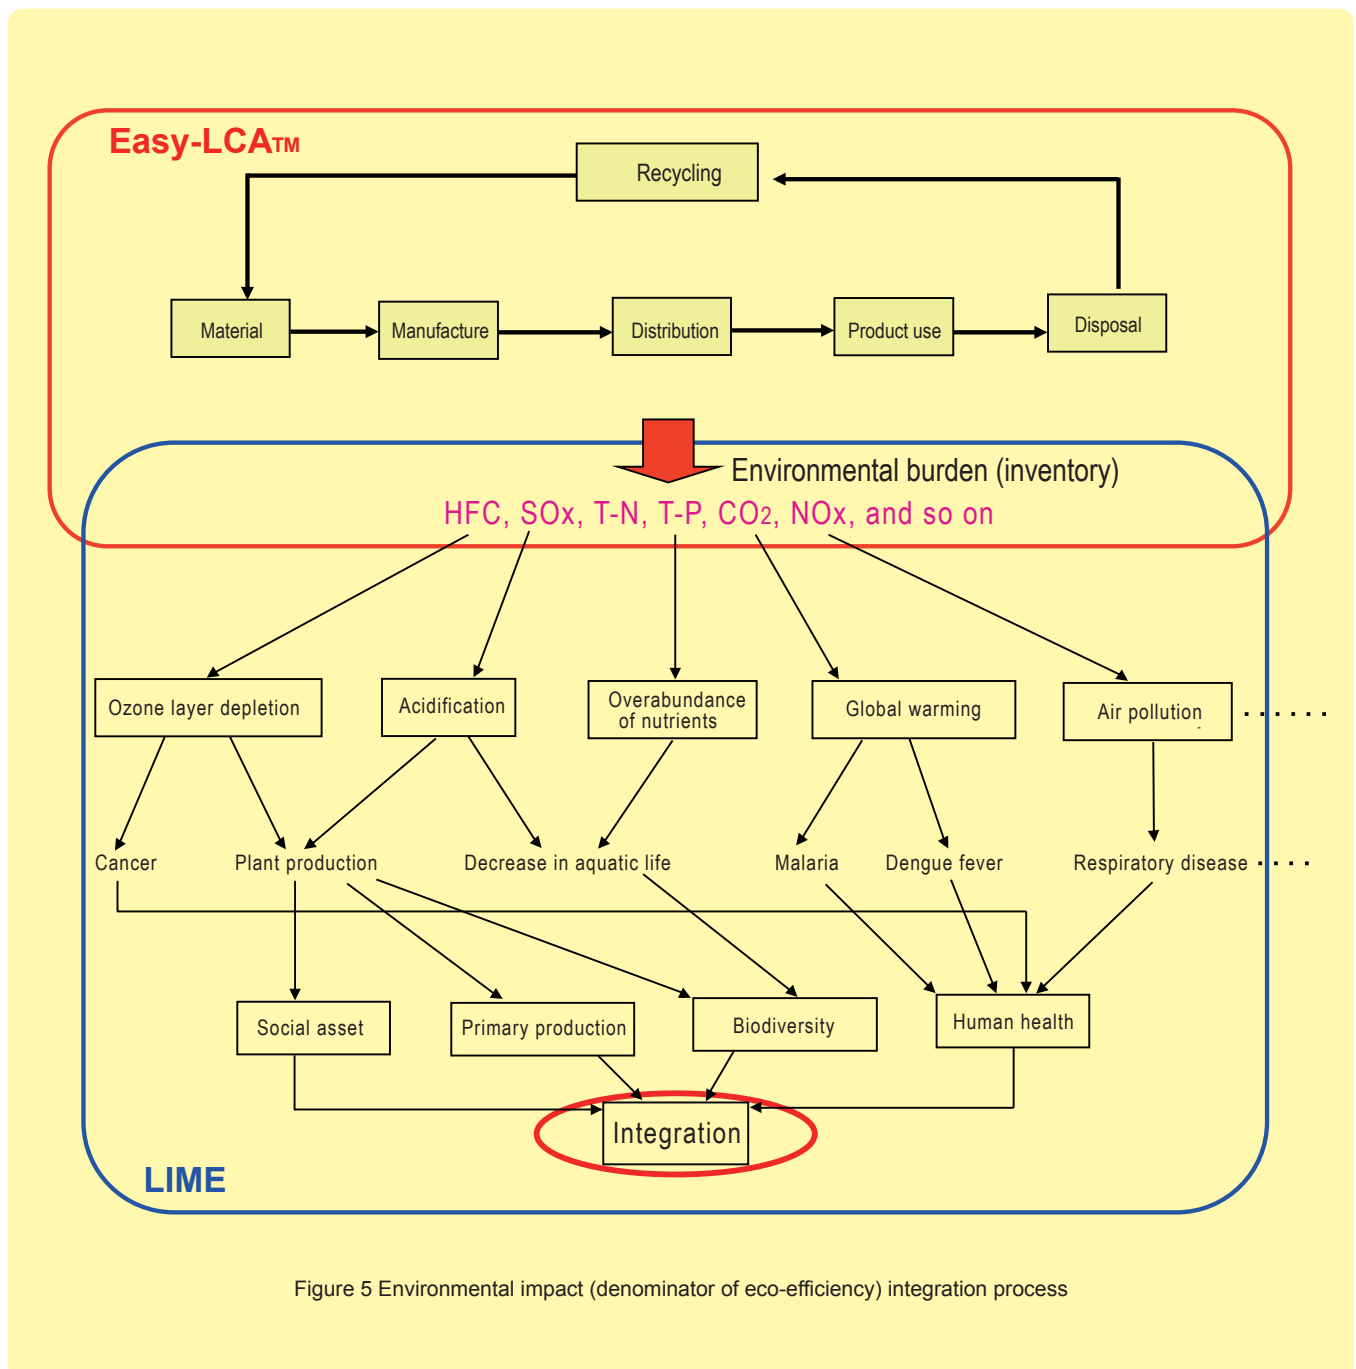 Easy-LCATM
Recycling
Material
Manufacture
Distribution
Product use
Disposal
Environmental burden (inventory)
HFC, SOx, T-N, T-P, CO2, NOx, and so on
Ozone layer depletion
Acidification
Overabundance
of nutrients
Global warming
Air pollution
Cancer
Plant production
Decrease in aquatic life
Malaria
Dengue fever
Respiratory disease
Social asset
Primary production
Biodiversity
Human health
Integration
LIME
Figure 5 Environmental impact (denominator of eco-efficiency) integration process